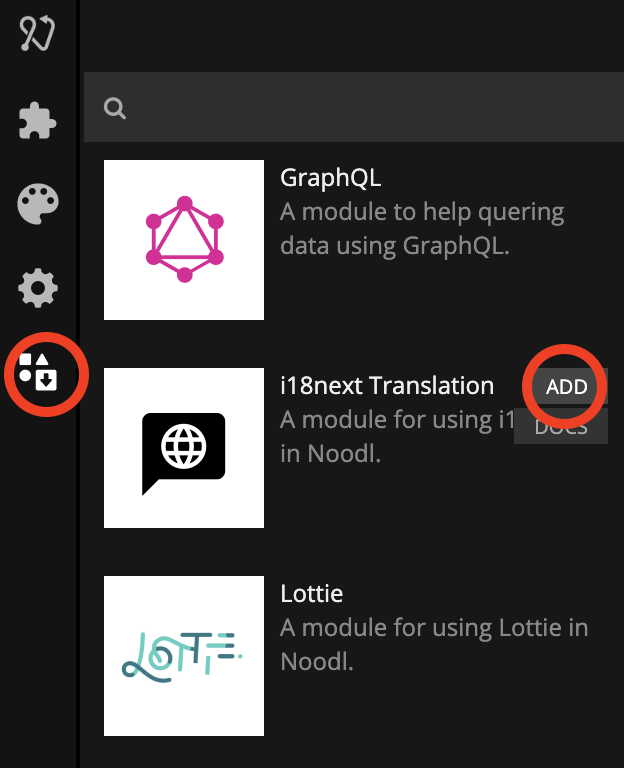 GraphQL
A module to help quering
data using GraphQL.
i18next Translation
ADD
A module for using i1
DOCS
in Noodl.
LOTTIE
Lottie
A module for using Lottie in
Noodl.